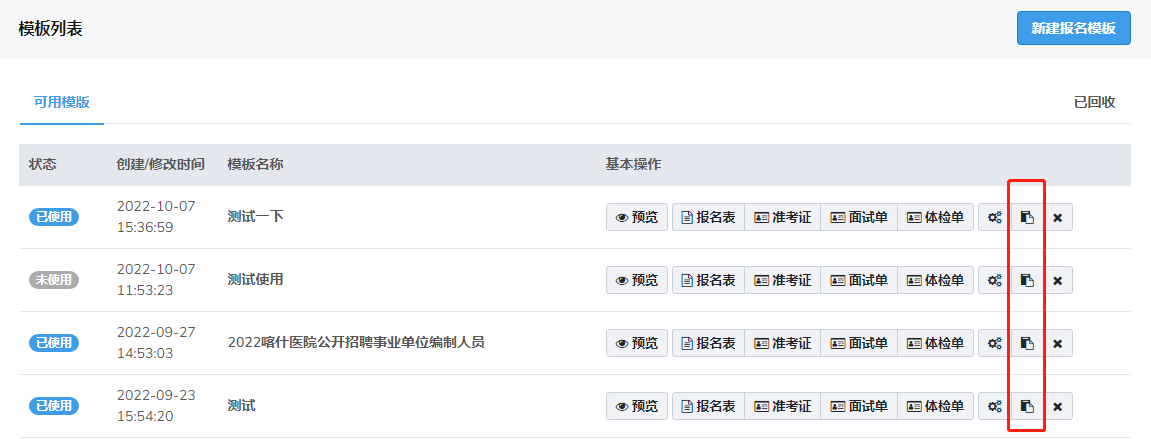 模板列表
新建报名模板
可用模版
已回收
状态 创建/修改时间 模板名称 基本操作
已使用 2022-10-07 15:36:59 测试一下 预览 报名表 准考证 面试单 体检单
未使用 2022-10-07 11:53:23 测试使用 预览 报名表 准考证 面试单 体检单
已使用 2022-09-27 14:53:03 2022喀什医院公开招聘事业单位编制人员 预览 报名表 准考证 面试单 体检单
已使用 2022-09-23 15:54:20 测试 预览 报名表 准考证 面试单 体检单